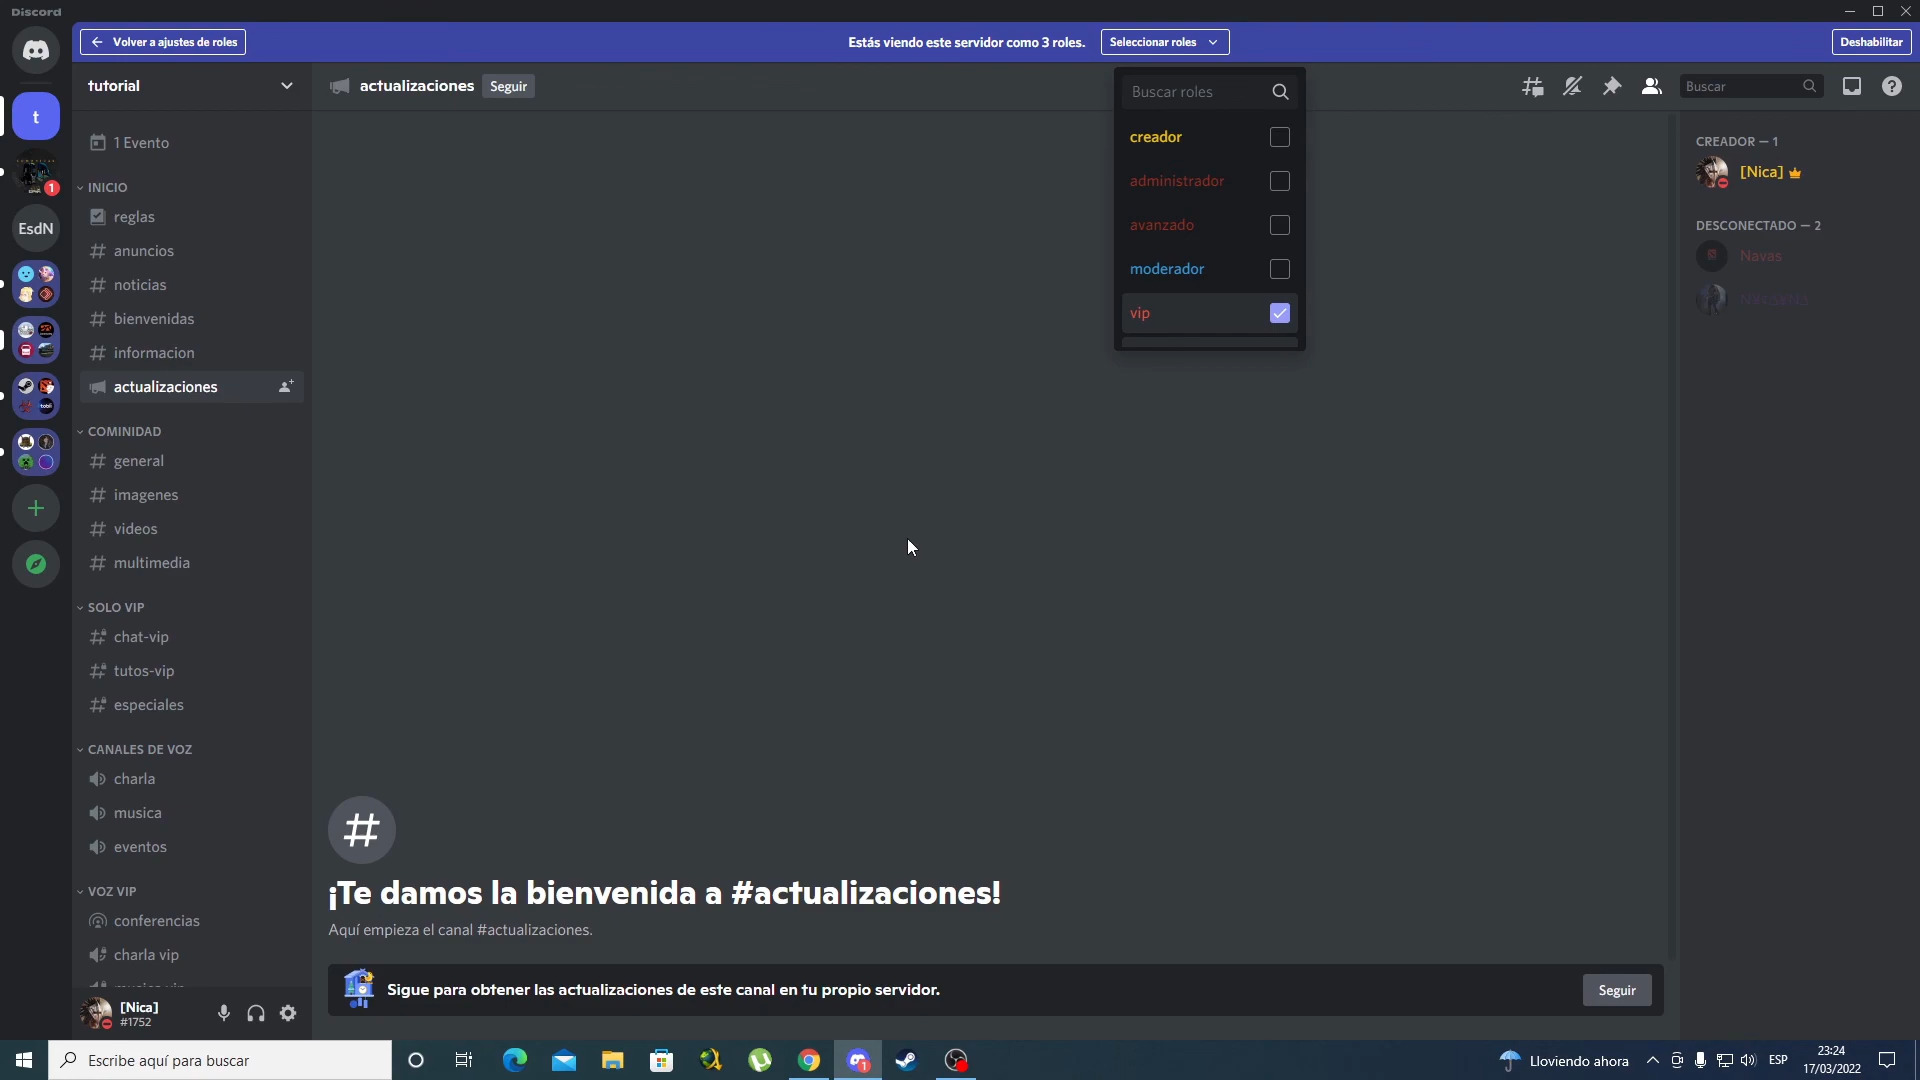 Discord
Volver a ajustes de roles
Estás viendo este servidor como 3 roles.
Seleccionar roles
Deshabilitar
tutorial
actualizaciones
Seguir
Buscar
Buscar roles
creador
administrador
avanzado
moderador
vip
t
1
EsdN
1 Evento
INICIO
reglas
anuncios
noticias
bienvenidas
informacion
actualizaciones
COMINIDAD
general
imagenes
videos
multimedia
SOLO VIP
chat-vip
tutos-vip
especiales
CANALES DE VOZ
charla
musica
eventos
VOZ VIP
conferencias
charla vip
[Nica]
#1752
¡Te damos la bienvenida a #actualizaciones!
Aquí empieza el canal #actualizaciones.
Sigue para obtener las actualizaciones de este canal en tu propio servidor.
Seguir
CREADOR — 1
[Nica]
DESCONECTADO — 2
Navas
Escribe aquí para buscar
1
Lloviendo ahora
ESP
23:24
17/03/2022